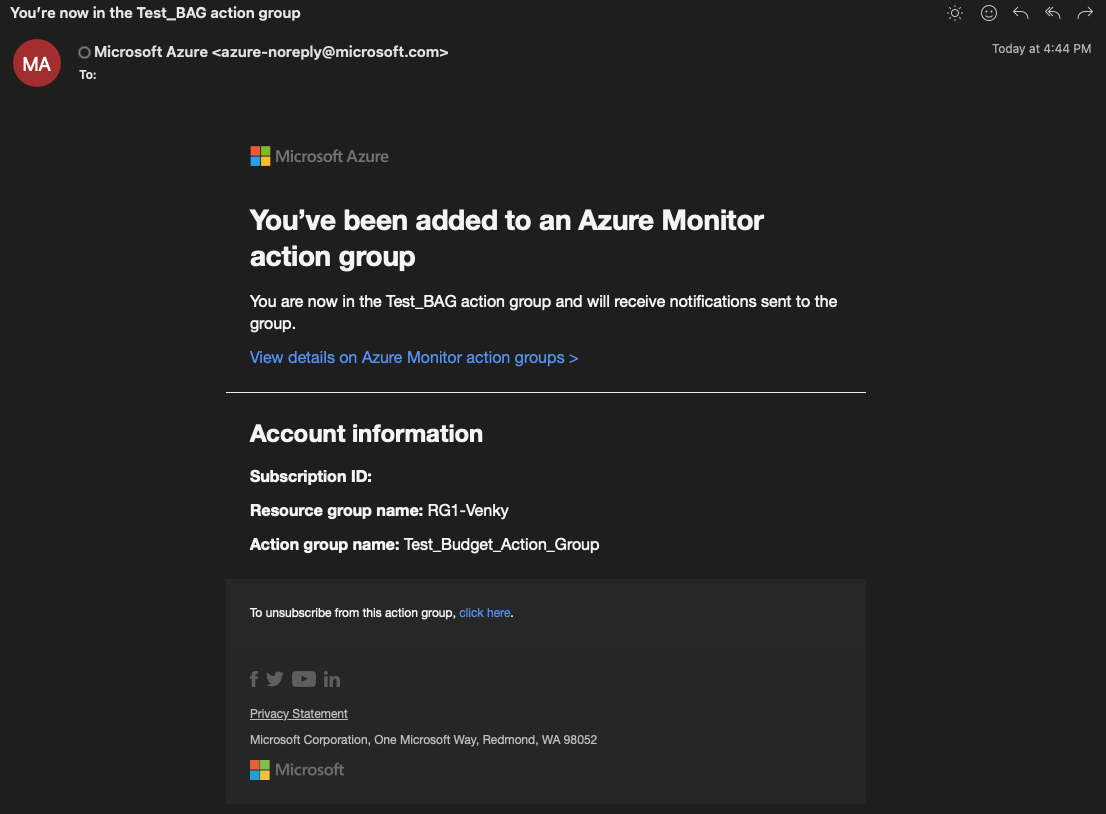 You’re now in the Test_BAG action group
MA
Microsoft Azure <azure-noreply@microsoft.com>
Today at 4:44 PM
To:
Microsoft Azure
You’ve been added to an Azure Monitor
action group
You are now in the Test_BAG action group and will receive notifications sent to the
group.
View details on Azure Monitor action groups >
Account information
Subscription ID:
Resource group name: RG1-Venky
Action group name: Test_Budget_Action_Group
To unsubscribe from this action group, click here.
f in
Privacy Statement
Microsoft Corporation, One Microsoft Way, Redmond, WA 98052
Microsoft